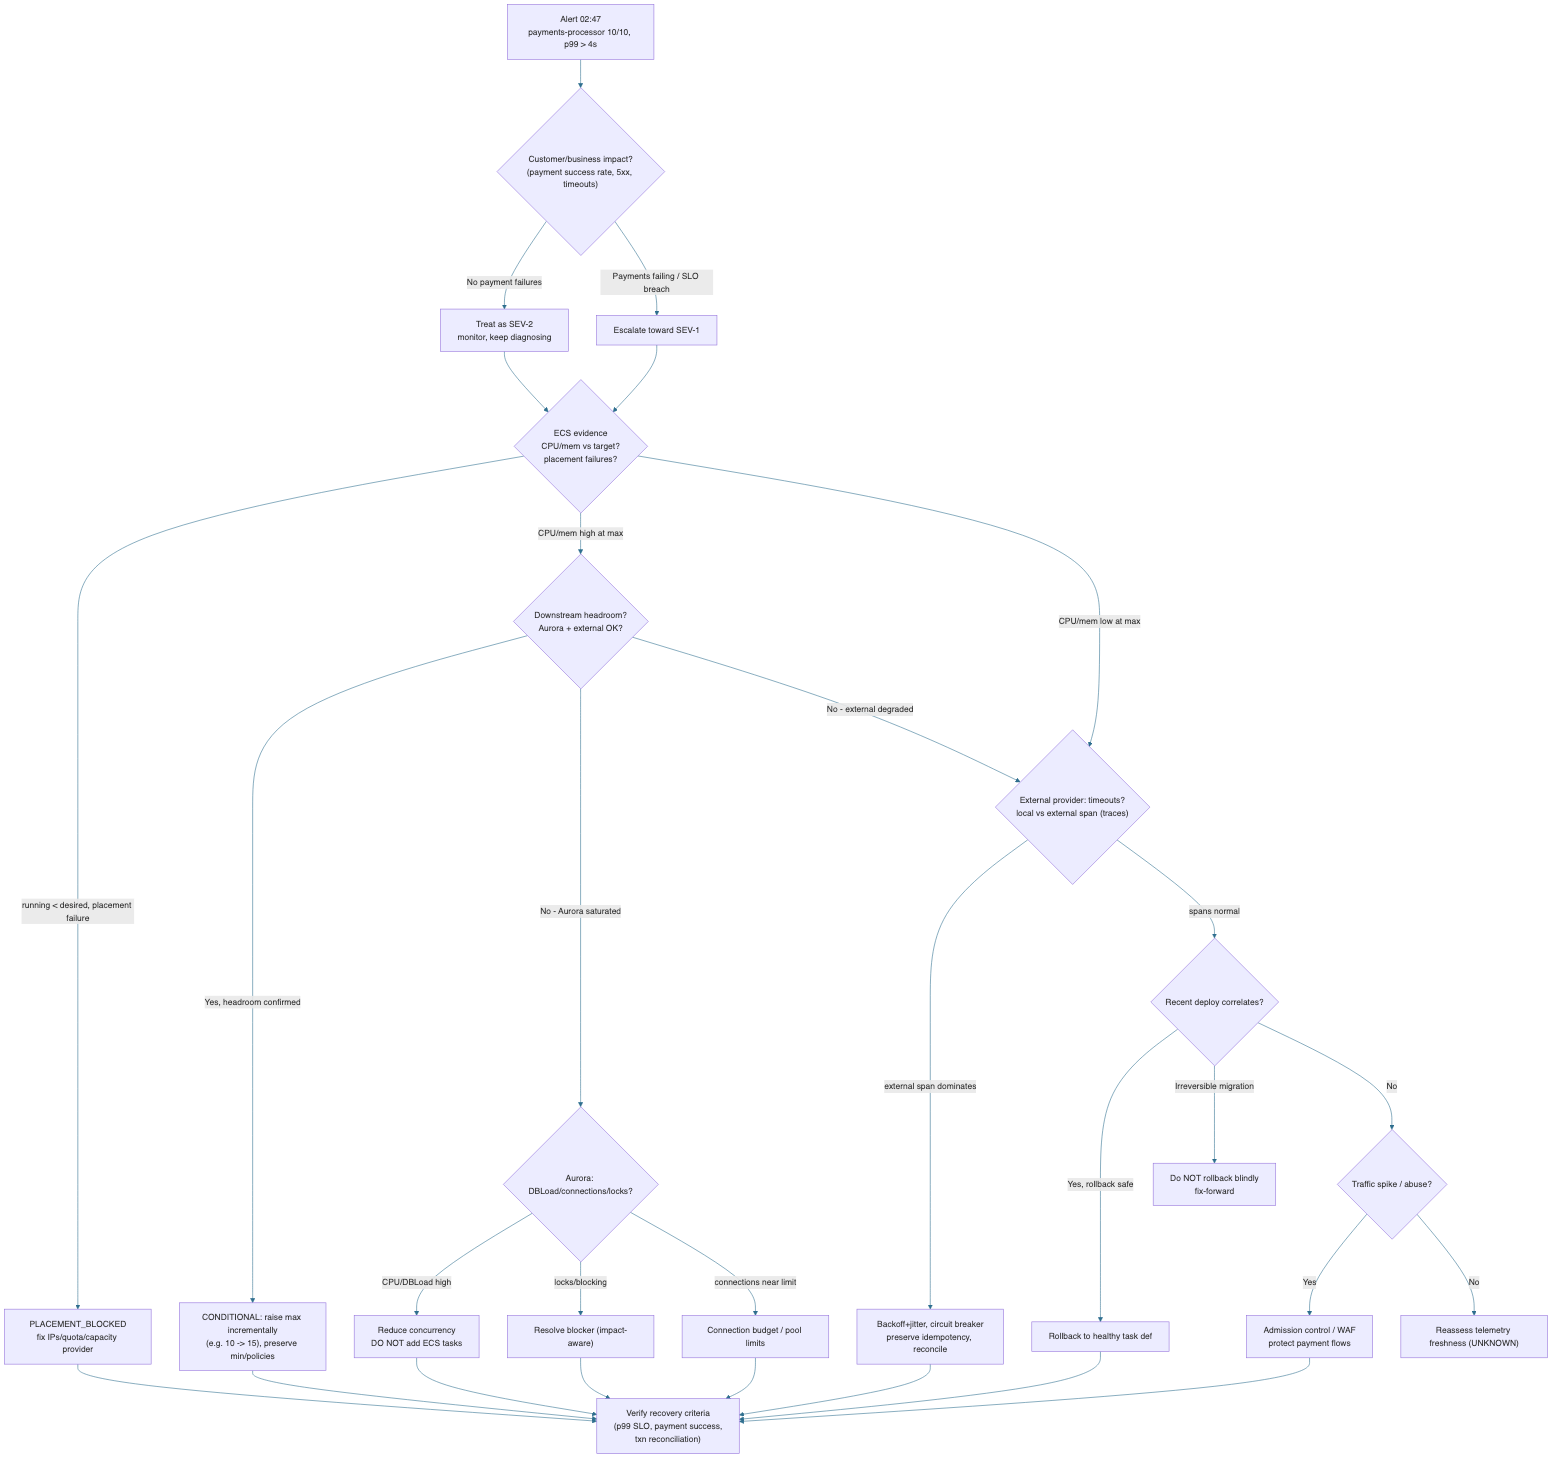 Alert 02:47
payments-processor 10/10,
p99 > 4s
Customer/business impact?
(payment success rate, 5xx,
timeouts)
No payment failures
Payments failing / SLO
breach
Treat as SEV-2
monitor, keep diagnosing
Escalate toward SEV-1
ECS evidence
CPU/mem vs target?
placement failures?
CPU/mem high at max
Downstream headroom?
Aurora + external OK?
CPU/mem low at max
No - external degraded
External provider: timeouts?
local vs external span (traces)
running < desired, placement
failure
No - Aurora saturated
spans normal
Yes, headroom confirmed
Recent deploy correlates?
external span dominates
Irreversible migration
No
Aurora:
DBLoad/connections/locks?
Yes, rollback safe
Do NOT rollback blindly
fix-forward
Traffic spike / abuse?
CPU/DBLoad high
locks/blocking
connections near limit
Yes
No
PLACEMENT_BLOCKED
fix IPs/quota/capacity
provider
CONDITIONAL: raise max
incrementally
(e.g. 10 -> 15), preserve
min/policies
Reduce concurrency
DO NOT add ECS tasks
Resolve blocker (impact-
aware)
Connection budget / pool
limits
Backoff+jitter, circuit breaker
preserve idempotency,
reconcile
Rollback to healthy task def
Admission control / WAF
protect payment flows
Reassess telemetry
freshness (UNKNOWN)
Verify recovery criteria
(p99 SLO, payment success,
txn reconciliation)